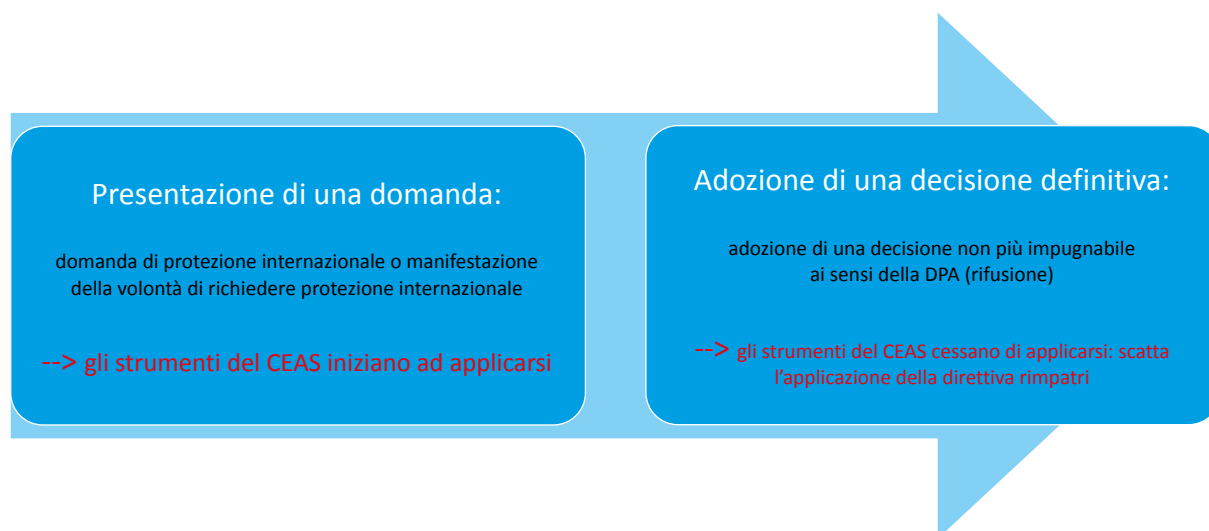 Presentazione di una domanda:
domanda di protezione internazionale o manifestazione
della volontà di richiedere protezione internazionale
--> gli strumenti del CEAS iniziano ad applicarsi
Adozione di una decisione definitiva:
adozione di una decisione non più impugnabile
ai sensi della DPA (rifusione)
--> gli strumenti del CEAS cessano di applicarsi: scatta
l’applicazione della direttiva rimpatri